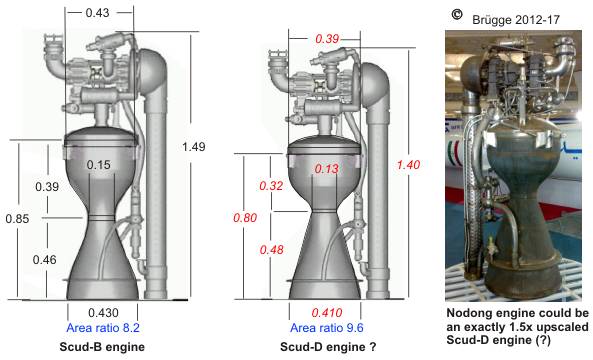 0.43
1.49
0.15
0.39
0.85
0.46
0.430
Area ratio 8.2
Scud-B engine
0.39
1.40
0.13
0.32
0.80
0.48
0.410
Area ratio 9.6
Scud-D engine ?
© Brügge 2012-17
Nodong engine could be
an exactly 1.5x upscaled
Scud-D engine (?)